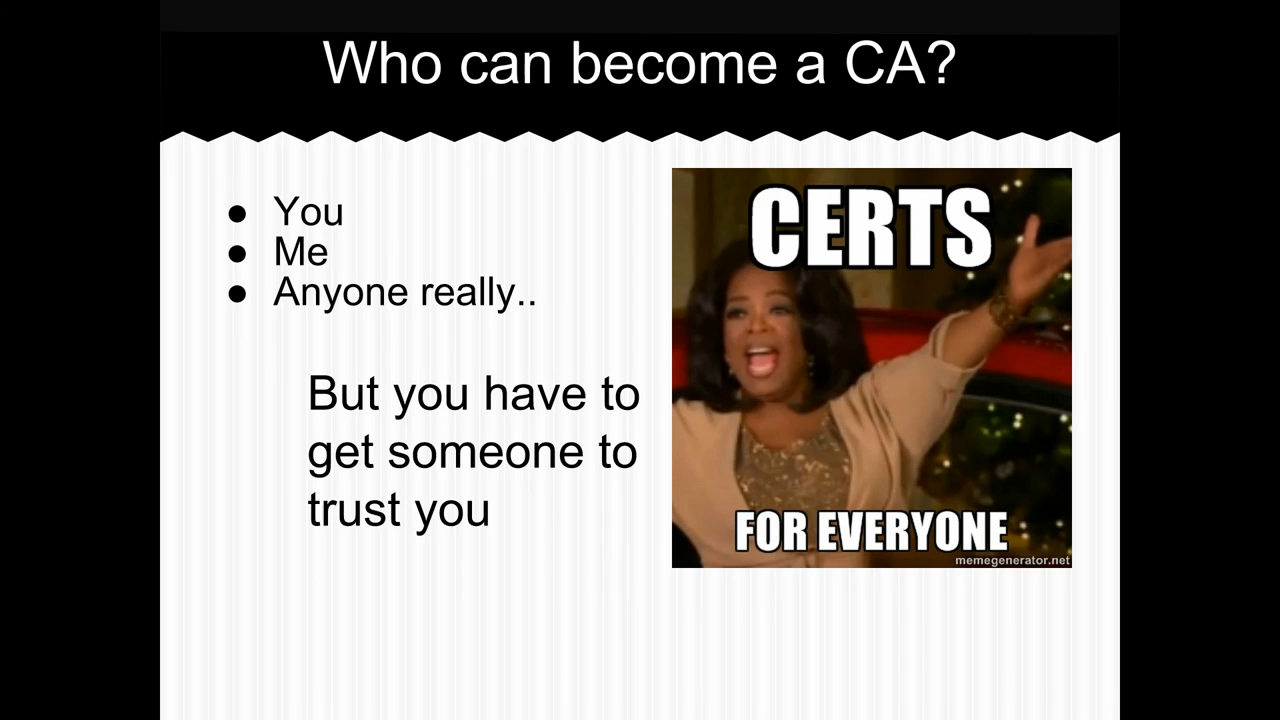 Who can become a CA?
● You
● Me
● Anyone really..
But you have to
get someone to
trust you
CERTS
FOR EVERYONE
memegenerator.net